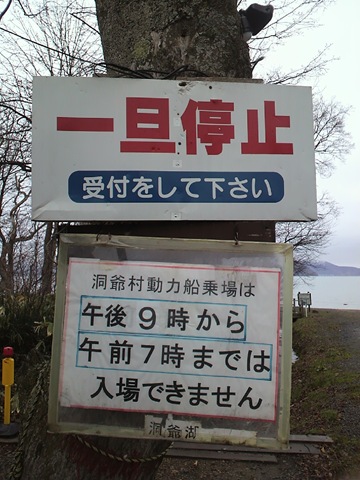 一旦停止
受付をして下さい
洞爺村動力船乗場は
午後9時から
午前7時までは
入場できません
洞爺湖